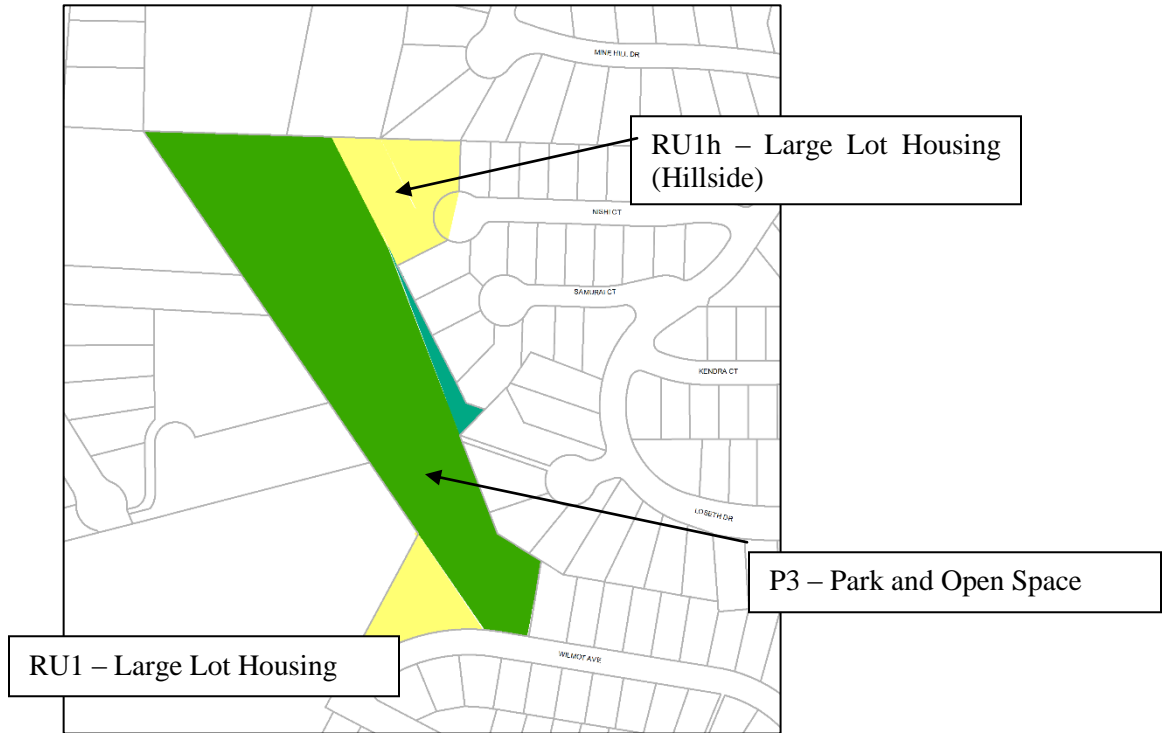 MINE HILL DR
RU1h – Large Lot Housing
(Hillside)
NISHI CT
SAMURAI CT
KENDRA CT
LOSETH DR
P3 – Park and Open Space
RU1 – Large Lot Housing
WILMOT AVE